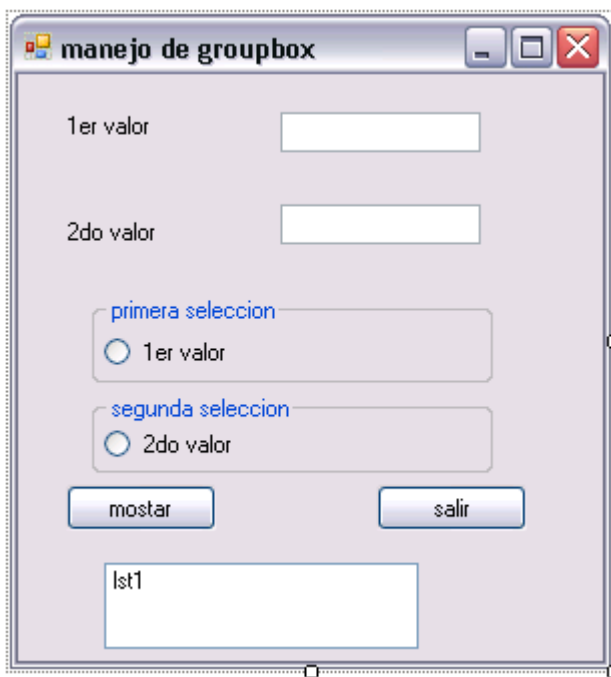 manejo de groupbox
1er valor
2do valor
primera seleccion
1er valor
segunda seleccion
2do valor
mostar
salir
lst1